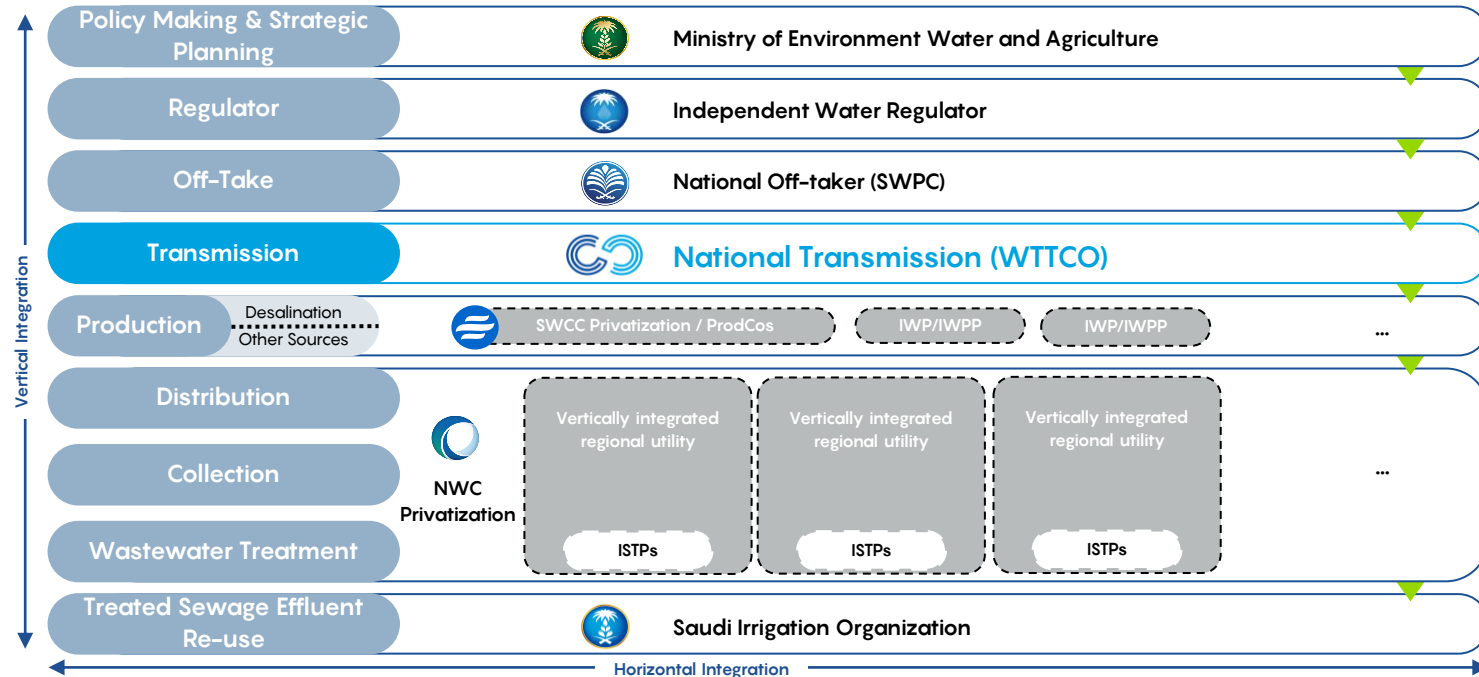 Vertical Integration
Policy Making & Strategic
Planning
Ministry of Environment Water and Agriculture
Regulator
Independent Water Regulator
Off-Take
National Off-taker (SWPC)
Transmission
National Transmission (WTTCO)
Production
Desalination
Other Sources
SWCC Privatization / ProdCos
IWP/IWPP
IWP/IWPP
...
Distribution
Collection
Wastewater Treatment
NWC
Privatization
Vertically integrated
regional utility
ISTPs
Vertically integrated
regional utility
ISTPs
Vertically integrated
regional utility
ISTPs
...
Treated Sewage Effluent
Re-use
Saudi Irrigation Organization
Horizontal Integration